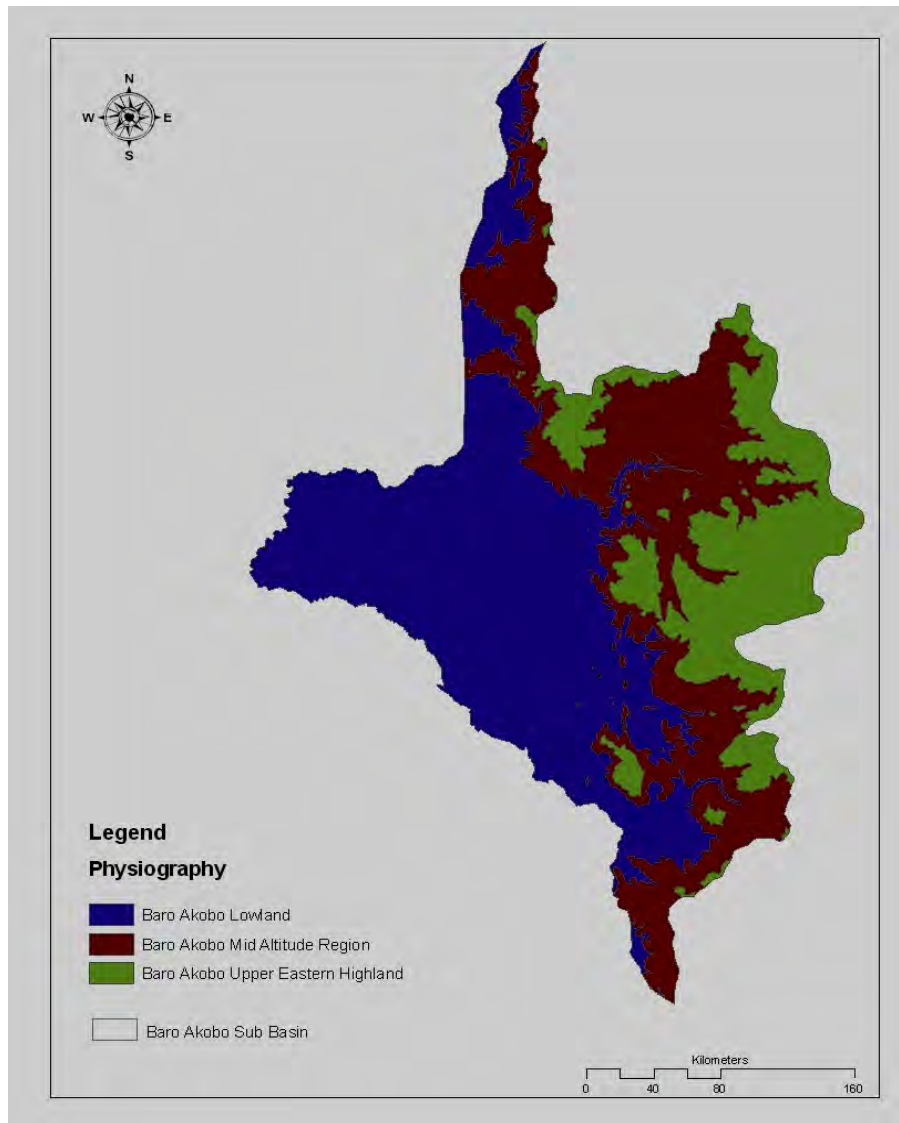 N
W E
S
Legend
Physiography
Baro Akobo Lowland
Baro Akobo Mid Altitude Region
Baro Akobo Upper Eastern Highland
Baro Akobo Sub Basin
Kilometers
0 40 80 160